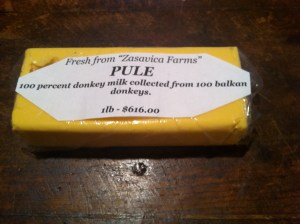 Fresh from "Zasavica Farms"
PULE
100 percent donkey milk collected from 100 balkan
donkeys.
1lb - $616.00